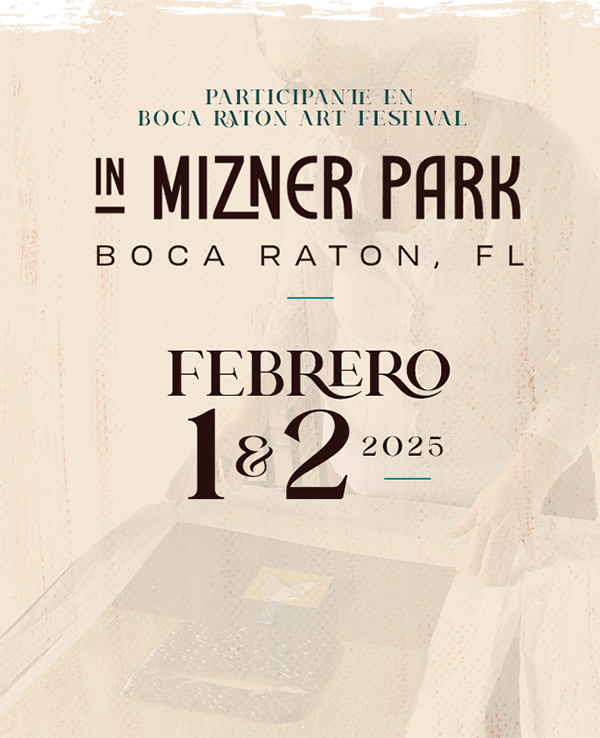 PARTICIPANTE EN
BOCA RATON ART FESTIVAL
IN MIZNER PARK
BOCA RATON, FL
FEBRERO
1 & 2 2025